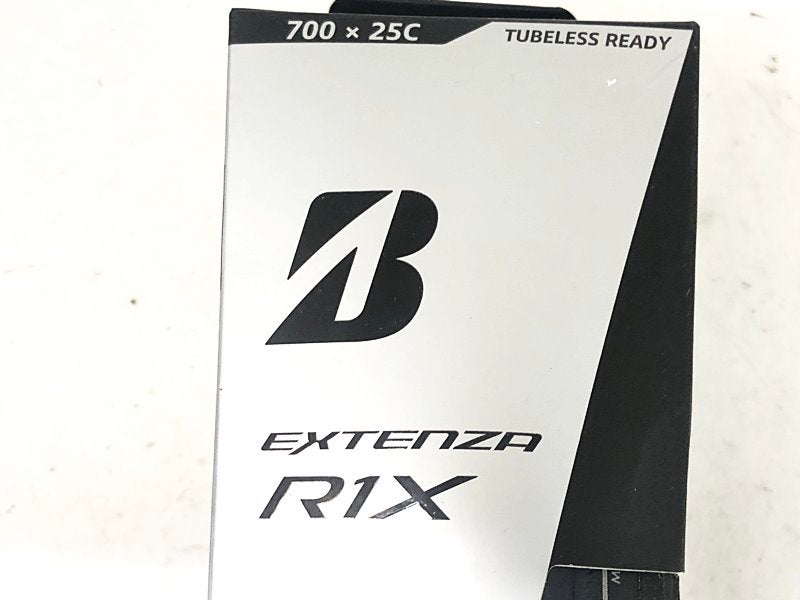 700 × 25C
TUBELESS READY
B
EXTENZA
R1X